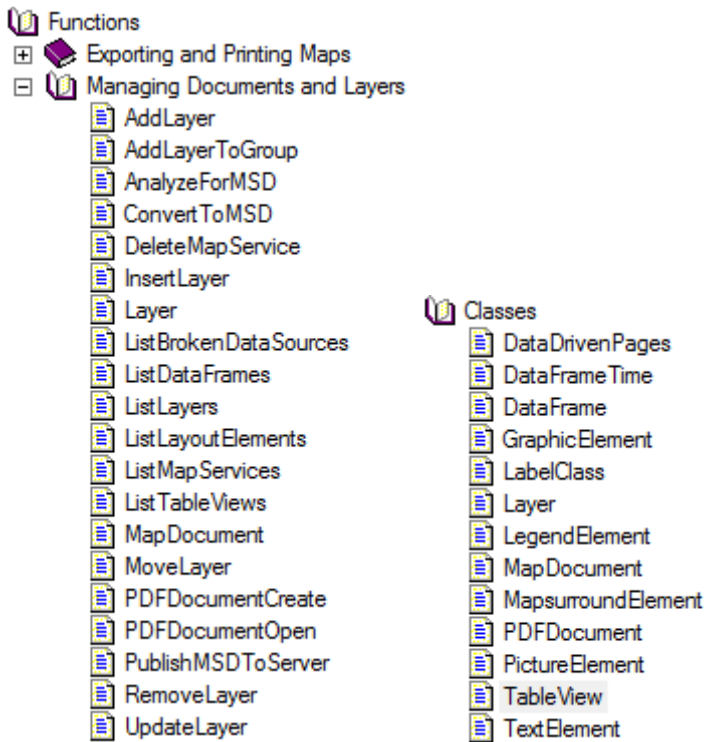 Functions
Exporting and Printing Maps
Managing Documents and Layers
AddLayer
AddLayerToGroup
AnalyzeForMSD
ConvertToMSD
DeleteMapService
InsertLayer
Layer
ListBrokenDataSources
ListDataFrames
ListLayers
ListLayoutElements
ListMapServices
ListTableViews
MapDocument
MoveLayer
PDFDocumentCreate
PDFDocumentOpen
PublishMSDToServer
RemoveLayer
UpdateLayer
Classes
DataDrivenPages
DataFrameTime
DataFrame
GraphicElement
LabelClass
Layer
LegendElement
MapDocument
MapsurroundElement
PDFDocument
PictureElement
TableView
TextElement